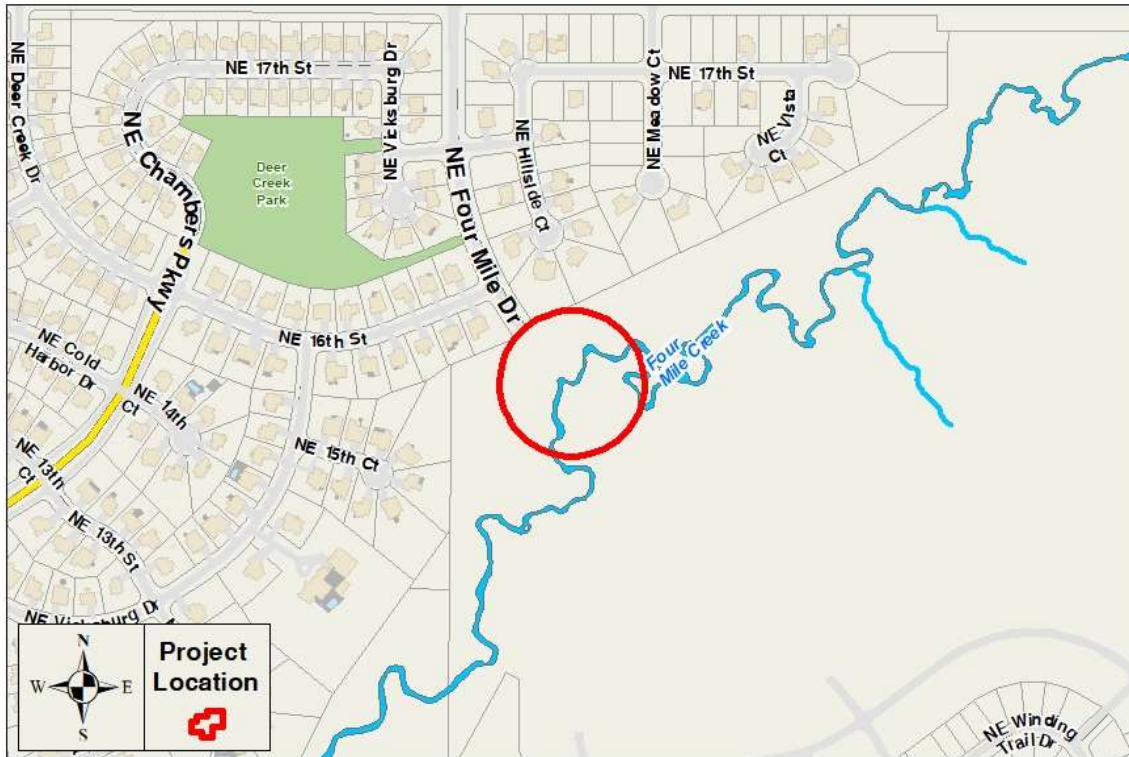 NE Deer Creek Dr
NE 17th St
NE Vicksburg Dr
NE Chambers Pkwy
Deer
Creek
Park
NE Four Mile Dr
NE Hillside Ct
NE Meadow Ct
NE 17th St
NE Vista
Ct
NE 16th St
Four
Mile Creek
NE Cold
Harbor Dr
NE 14th
Ct
NE 15th Ct
NE 13th
Ct
NE 13th St
NE Vicksburg Dr
N
W
E
S
Project
Location
NE Winding
Trail Dr